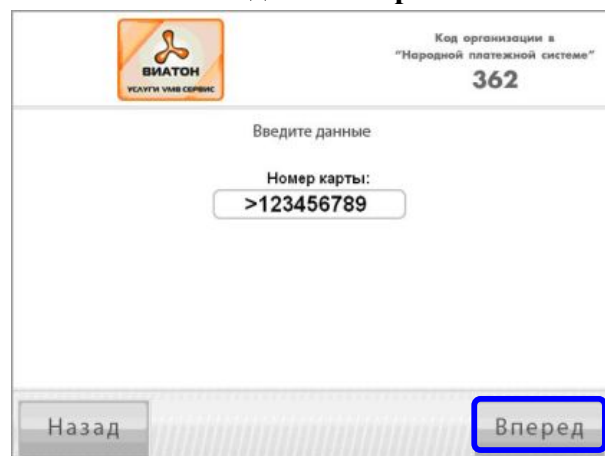 Код организации в
"Народной платежной системе"
362
ВИАТОН
УСЛУГИ VMB СЕРВИС
Введите данные
Номер карты:
>123456789
Назад
Вперед